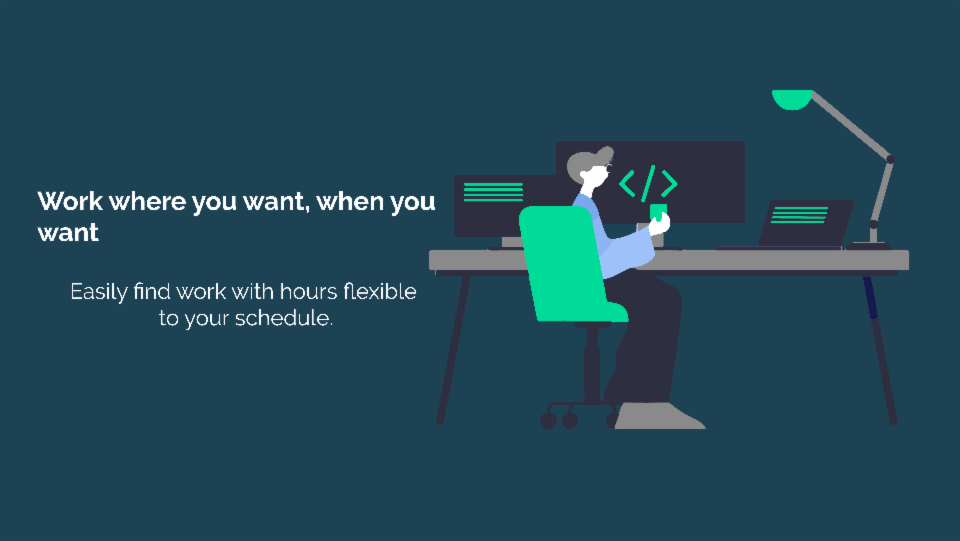 Work where you want, when you
want
Easily find work with hours flexible
to your schedule.
</>